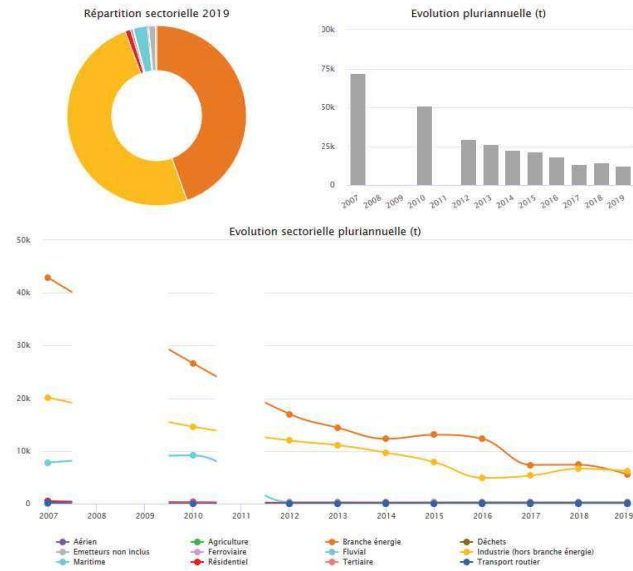 Répartition sectorielle 2019
Evolution pluriannuelle (t)
30k
75k
50k
25k
0
2007 2008 2009 2010 2011 2012 2013 2014 2015 2016 2017 2018 2019
Evolution sectorielle pluriannuelle (t)
50k
40k
30k
20k
10k
0
2007 2008 2009 2010 2011 2012 2013 2014 2015 2016 2017 2018 2019
Aérien Agriculture Branche énergie Déchets
Emetteurs non inclus Ferroviaire Fluvial Industrie (hors branche énergie)
Maritime Résidentiel Tertiaire Transport routier